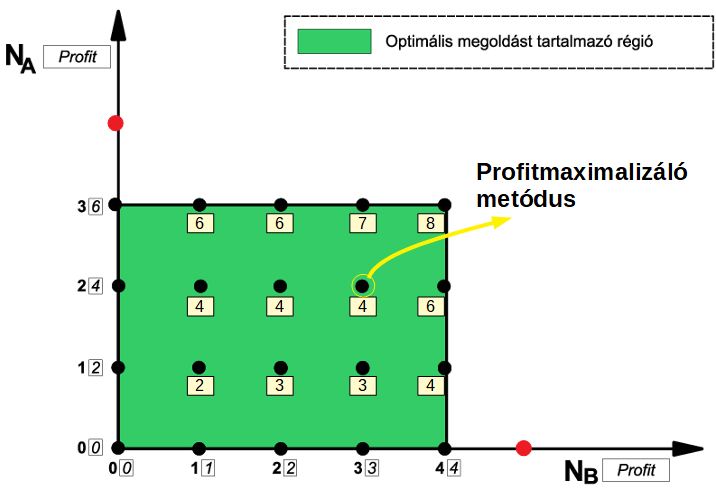 Optimális megoldást tartalmazó régió
NA Profit
Profitmaximalizáló
metódus
3 6
6 6 7 8
2 4
4 4 4 6
1 2
2 3 3 4
0 0
0 0 1 1 2 2 3 3 4 4
NB Profit